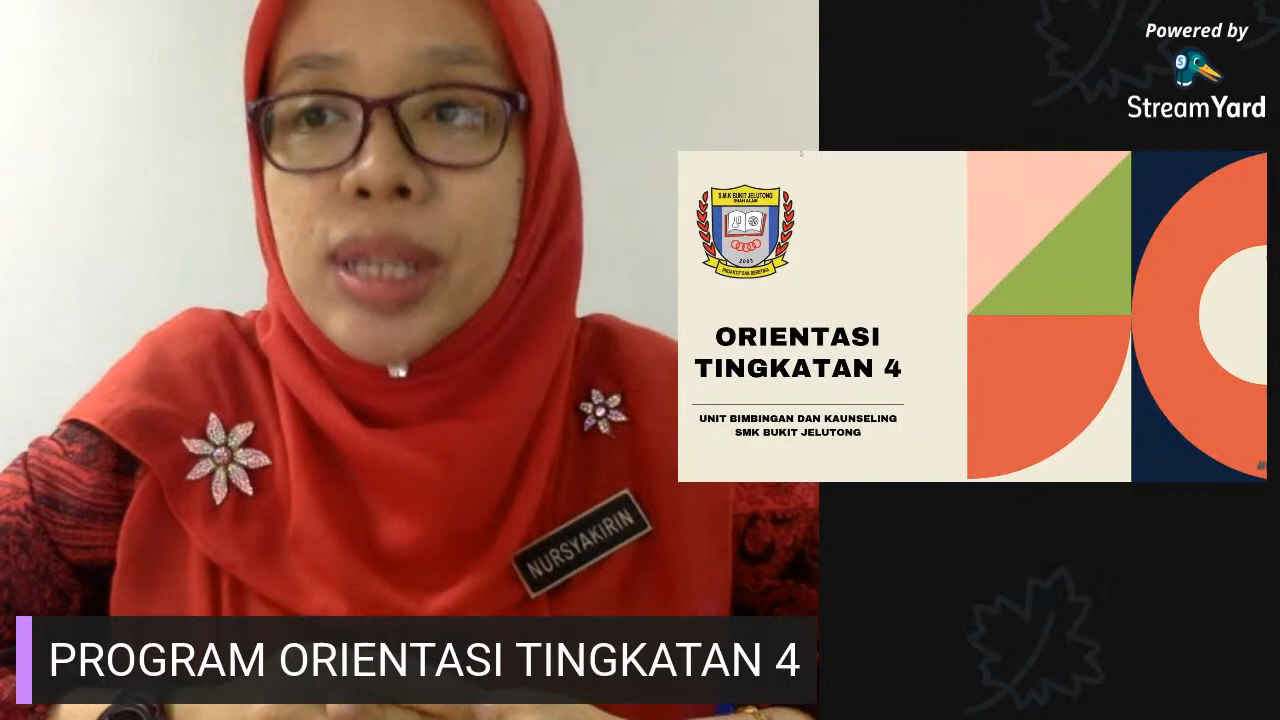 Powered by
StreamYard
S.M.K BUKIT JELUTONG
SHAH ALAM
2005
ORIENTASI
TINGKATAN 4
UNIT BIMBINGAN DAN KAUNSELING
SMK BUKIT JELUTONG
NURSYAKIRIN
PROGRAM ORIENTASI TINGKATAN 4